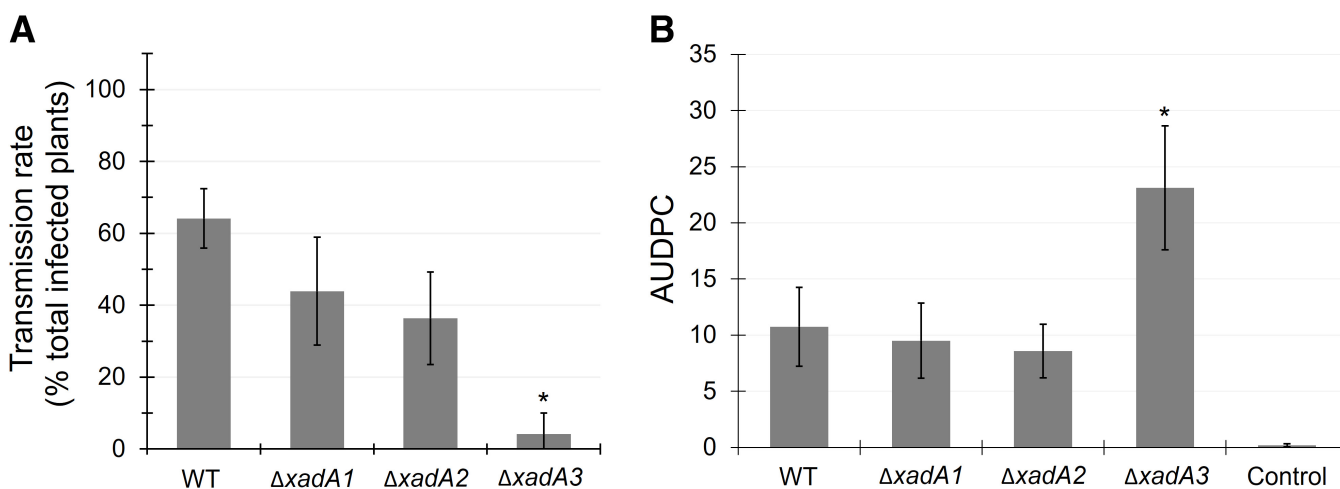 A
Transmission rate
(% total infected plants)
100
80
60
40
20
0
*
WT
ΔxadA1
ΔxadA2
ΔxadA3
B
AUDPC
35
30
25
20
15
10
5
0
*
WT
ΔxadA1
ΔxadA2
ΔxadA3
Control